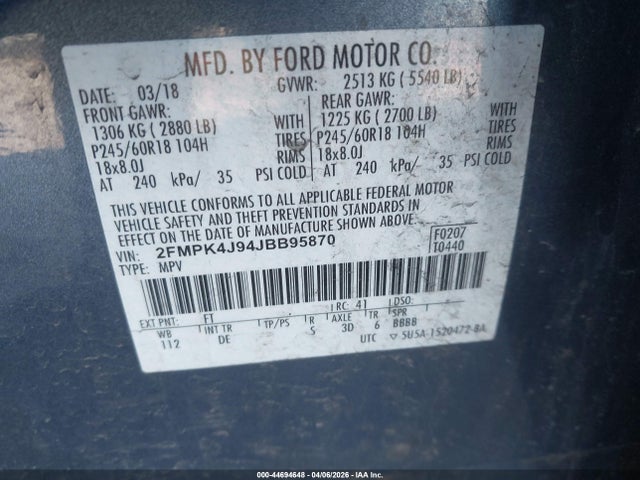 MFD. BY FORD MOTOR CO.
DATE: 03/18 GVWR: 2513 KG ( 5540 LB)
FRONT GAWR: REAR GAWR:
1306 KG ( 2880 LB) WITH 1225 KG ( 2700 LB) WITH
P245/60R18 104H TIRES P245/60R18 104H TIRES
18x8.0J RIMS 18x8.0J RIMS
AT 240 kPa/ 35 PSI COLD AT 240 kPa/ 35 PSI COLD
THIS VEHICLE CONFORMS TO ALL APPLICABLE FEDERAL MOTOR
VEHICLE SAFETY AND THEFT PREVENTION STANDARDS IN
EFFECT ON THE DATE OF MANUFACTURE SHOWN ABOVE.
VIN: 2FMPK4J94JBB95870 F0207
TYPE: MPV T0440
EXT PNT: FT RC: 41 DSO:
WB INT TR TP/PS R AXLE TR SPR
112 DE S 3D 6 BBBB
UTC 5U5A-1520472-BA
000-44694648 - 04/06/2026 - IAA Inc.